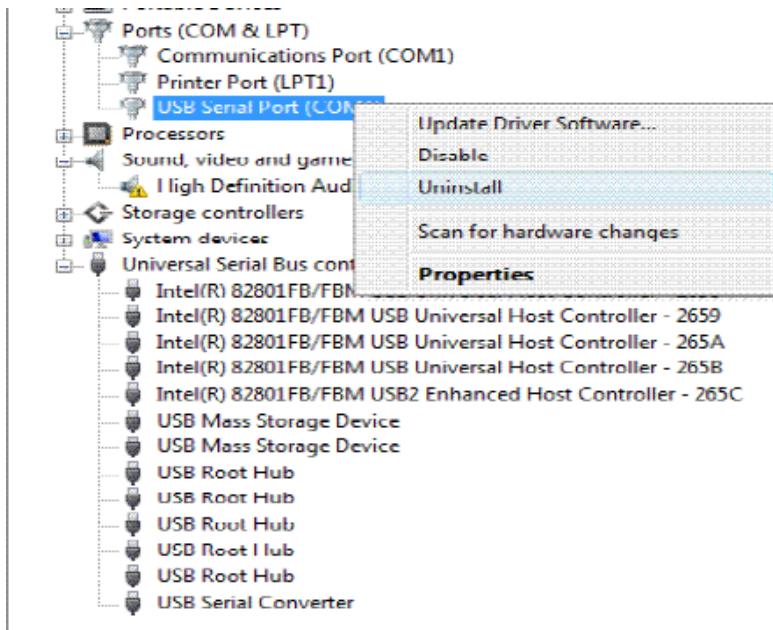 Ports (COM & LPT)
Communications Port (COM1)
Printer Port (LPT1)
USB Serial Port
Update Driver Software...
Processors
Disable
Sound, video and game
High Definition Aud
Uninstall
Storage controllers
Scan for hardware changes
System devices
Universal Serial Bus cont
Properties
Intel(R) 82801FB/FBM
Intel(R) 82801FB/FBM USB Universal Host Controller - 2659
Intel(R) 82801FB/FBM USB Universal Host Controller - 265A
Intel(R) 82801FB/FBM USB Universal Host Controller - 265B
Intel(R) 82801FB/FBM USB2 Enhanced Host Controller - 265C
USB Mass Storage Device
USB Mass Storage Device
USB Root Hub
USB Root Hub
USB Root Hub
USB Root Hub
USB Root Hub
USB Serial Converter